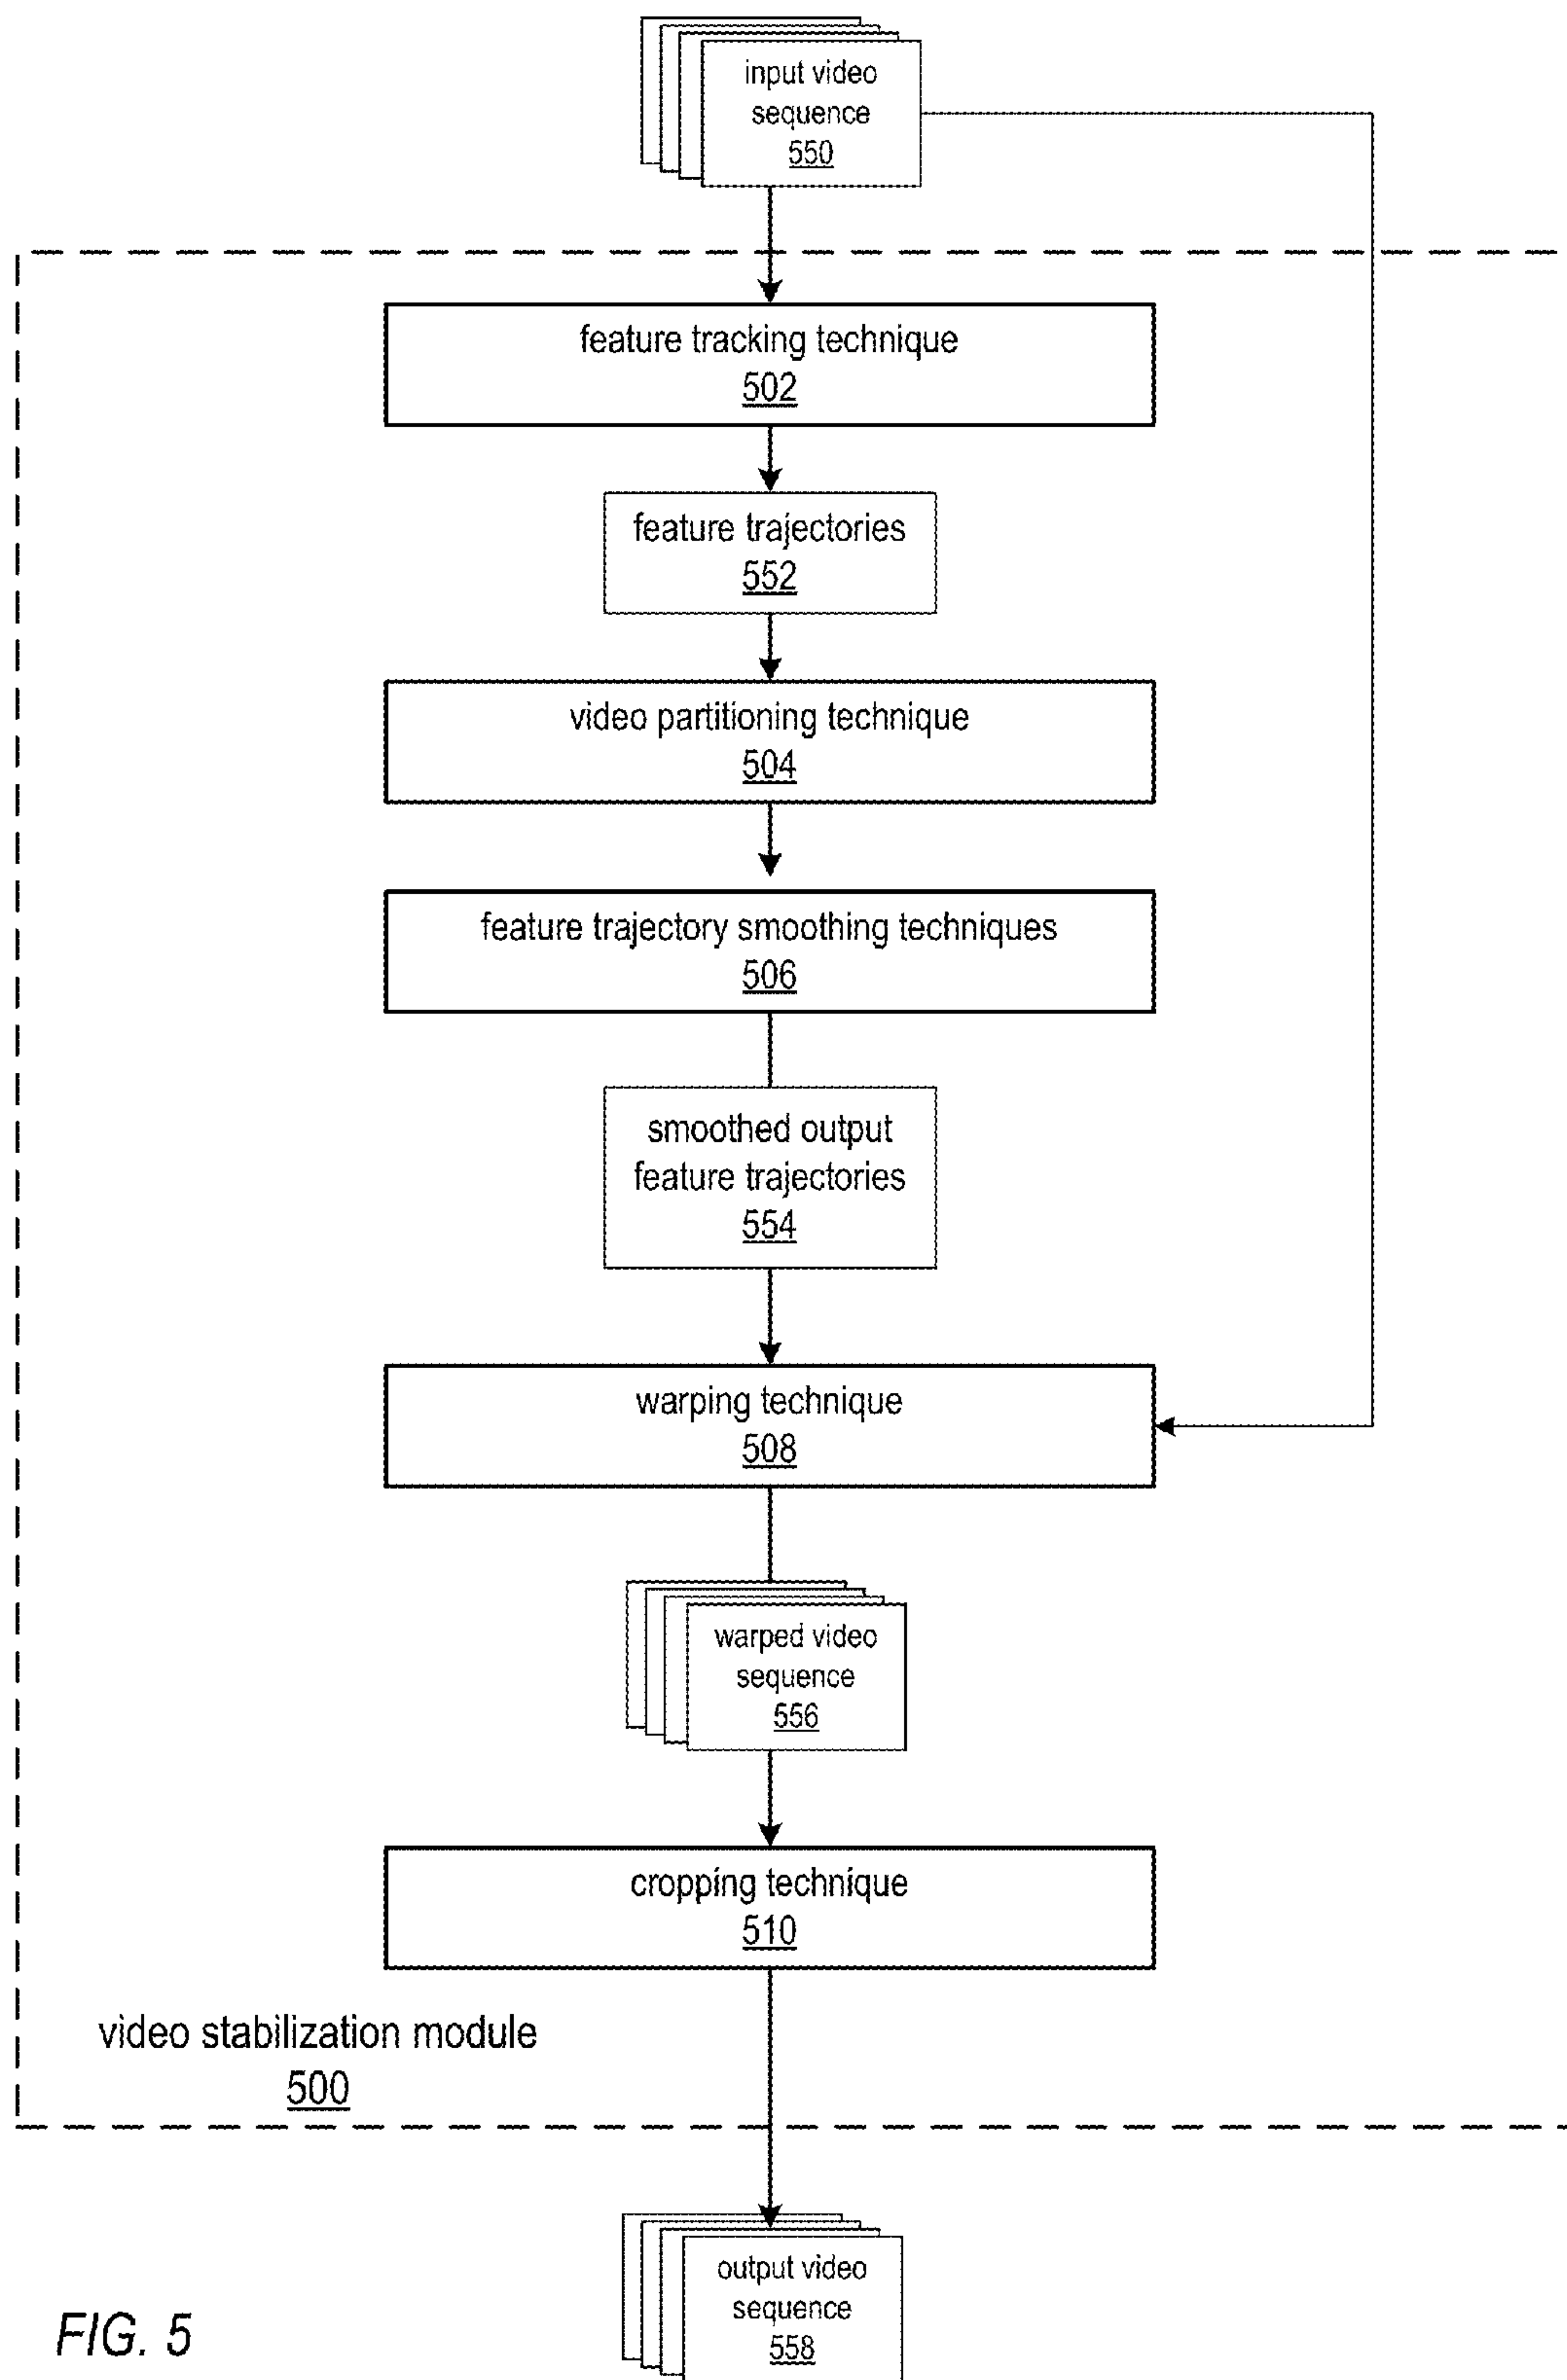 input video
sequence
550
feature tracking technique
502
feature trajectories
552
video partitioning technique
504
feature trajectory smoothing techniques
506
smoothed output
feature trajectories
554
warping technique
508
warped video
sequence
556
cropping technique
510
video stabilization module
500
output video
sequence
558
FIG. 5